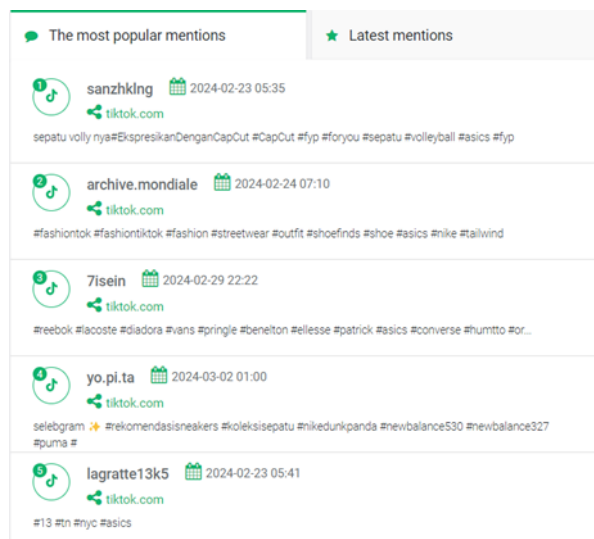 The most popular mentions
Latest mentions
1
sanzhklng 2024-02-23 05:35
tiktok.com
sepatu volly nya#EkspresikanDenganCapCut #CapCut #fyp #foryou #sepatu #volleyball #asics #fyp
2
archive.mondiale 2024-02-24 07:10
tiktok.com
#fashiontok #fashiontiktok #fashion #streetwear #outfit #shoefinds #shoe #asics #nike #tailwind
3
7isein 2024-02-29 22:22
tiktok.com
#reebok #lacoste #diadora #vans #pringle #benelton #ellesse #patrick #asics #converse #humtto #or...
4
yo.pi.ta 2024-03-02 01:00
tiktok.com
selebgram ✨ #rekomendasisneakers #koleksisepatu #nikedunkpanda #newbalance530 #newbalance327
#puma #
5
lagratte13k5 2024-02-23 05:41
tiktok.com
#13 #tn #nyc #asics